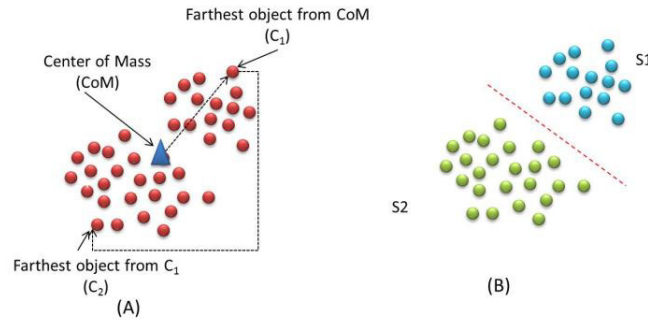 Farthest object from CoM
(C₁)
Center of Mass
(CoM)
S1
S2
Farthest object from C₁
(C₂)
(A)
(B)